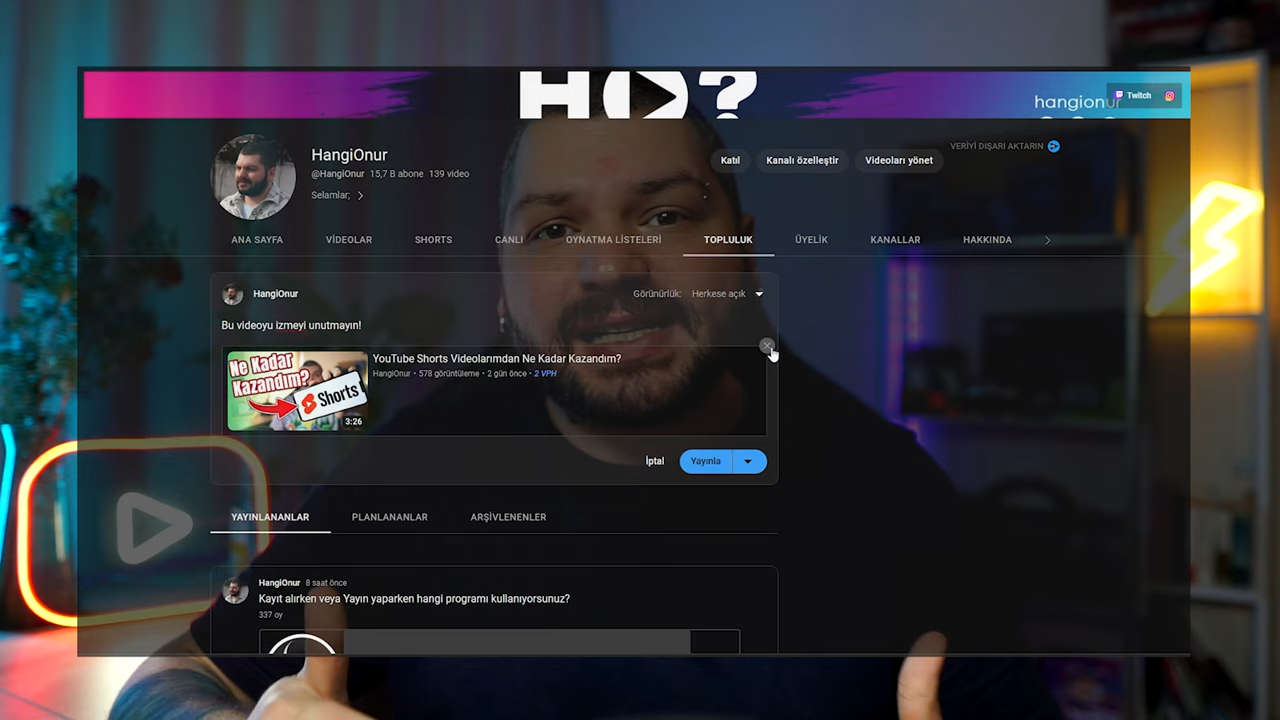 HO?
hangionur
Twitch
HangiOnur
@HangiOnur 15,7 B abone 139 video
Selamlar;
Katıl
Kanalı özelleştir
Videoları yönet
VERİYİ DIŞARI AKTARIN
ANA SAYFA VİDEOLAR SHORTS CANLI OYNATMA LİSTELERİ TOPLULUK ÜYELİK KANALLAR HAKKINDA
HangiOnur
Görünürlük: Herkese açık
Bu videoyu izmeyi unutmayın!
Ne Kadar
Kazandım?
Shorts
3:26
YouTube Shorts Videolarımdan Ne Kadar Kazandım?
HangiOnur • 578 görüntüleme • 2 gün önce • 2 VPH
İptal
Yayınla
YAYINLANANLAR PLANLANANLAR ARŞİVLENENLER
HangiOnur 8 saat önce
Kayıt alırken veya Yayın yaparken hangi programı kullanıyorsunuz?
337 oy